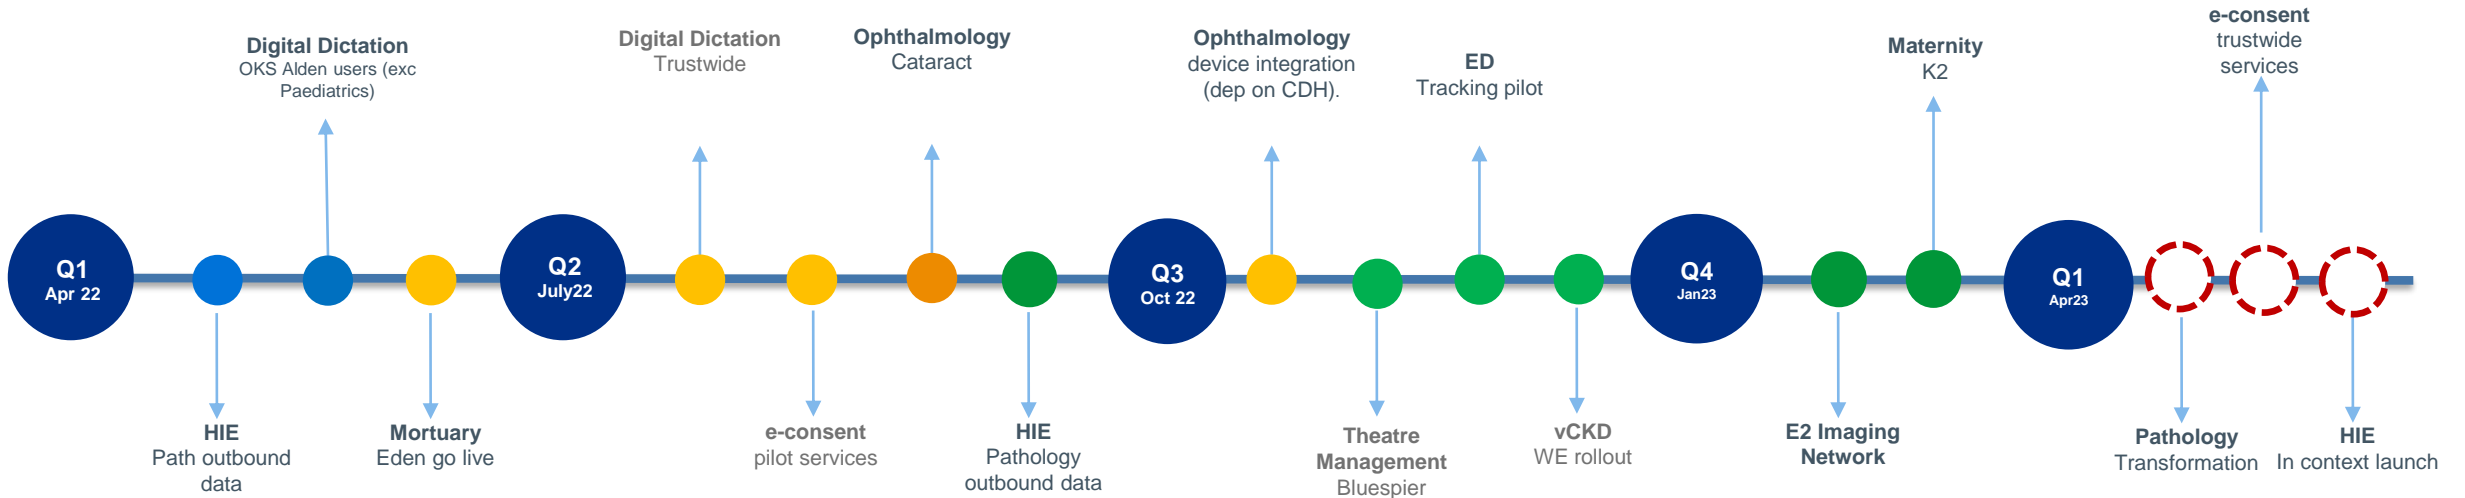 Digital Dictation
OKS Alden users (exc
Paediatrics)
Digital Dictation
Trustwide
Ophthalmology
Cataract
Ophthalmology
device integration
(dep on CDH).
ED
Tracking pilot
Maternity
K2
e-consent
trustwide
services
Q1
Apr 22
Q2
July22
Q3
Oct 22
Q4
Jan23
Q1
Apr23
HIE
Path outbound
data
Mortuary
Eden go live
e-consent
pilot services
HIE
Pathology
outbound data
Theatre
Management
Bluespier
vCKD
WE rollout
E2 Imaging
Network
Pathology
Transformation
HIE
In context launch